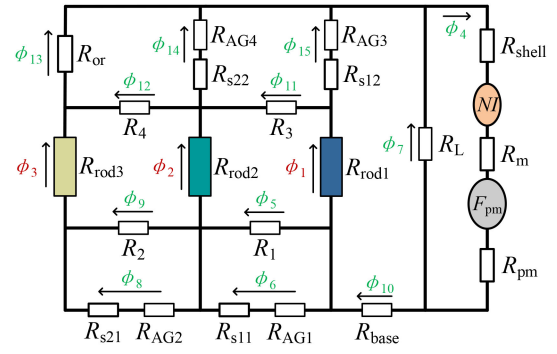 ϕ4
ϕ13
Ror
ϕ14
RAG4
ϕ15
RAG3
Rshell
Rs22
Rs12
ϕ12
ϕ11
NI
R4
R3
ϕ7
RL
Rm
ϕ3
Rrod3
ϕ2
Rrod2
ϕ1
Rrod1
Fpm
ϕ9
ϕ5
R2
R1
Rpm
ϕ8
ϕ6
ϕ10
Rs21
RAG2
Rs11
RAG1
Rbase